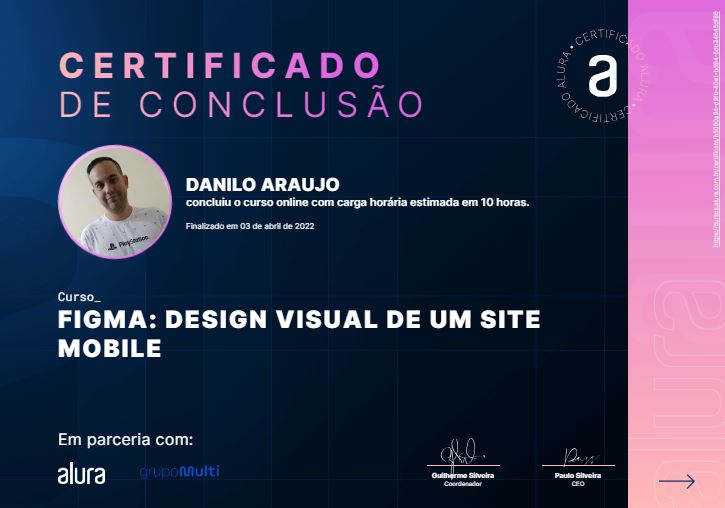 CERTIFICADO
DE CONCLUSÃO
CERTIFICADO ALURA • CERTIFICADO ALURA •
a
DANILO ARAUJO
concluiu o curso online com carga horária estimada em 10 horas.
Finalizado em 03 de abril de 2022
PlayStation
Curso_
FIGMA: DESIGN VISUAL DE UM SITE
MOBILE
Em parceria com:
alura
grupoMulti
Guilherme Silveira
Coordenador
Paulo Silveira
CEO
alura